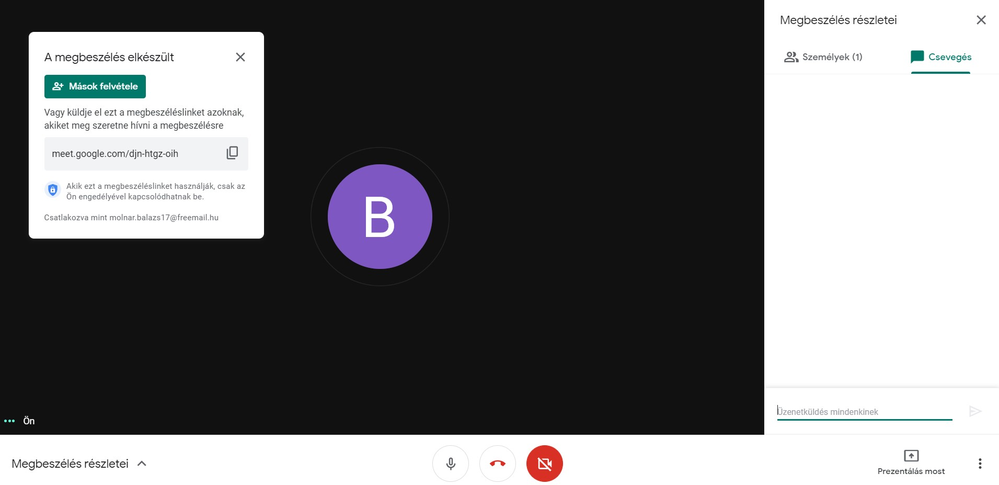 A megbeszélés elkészült
Mások felvétele
Vagy küldje el ezt a megbeszéléslinket azoknak,
akiket meg szeretne hívni a megbeszélésre
meet.google.com/djn-htgz-oih
Akik ezt a megbeszéléslinket használják, csak az
Ön engedélyével kapcsolódhatnak be.
Csatlakozva mint molnar.balazs17@freemail.hu
B
Ön
Megbeszélés részletei
Személyek (1)
Csevegés
Üzenetküldés mindenkinek
Megbeszélés részletei
Prezentálás most